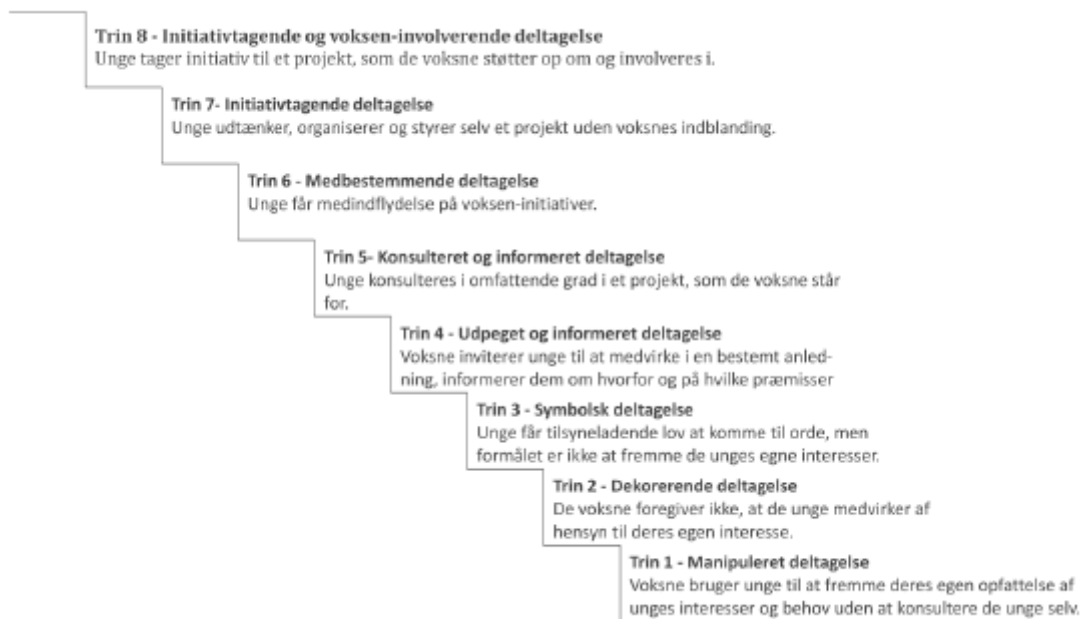 Trin 8 - Initiativtagende og voksen-involverende deltagelse
Unge tager initiativ til et projekt, som de voksne støtter op om og involveres i.
Trin 7- Initiativtagende deltagelse
Unge udtænker, organiserer og styrer selv et projekt uden voksnes indblanding.
Trin 6 - Medbestemmende deltagelse
Unge får medindflydelse på voksen-initiativer.
Trin 5- Konsulteret og informeret deltagelse
Unge konsulteres i omfattende grad i et projekt, som de voksne står
for.
Trin 4 - Udpeget og informeret deltagelse
Voksne inviterer unge til at medvirke i en bestemt anled-
ning, informerer dem om hvorfor og på hvilke præmisser
Trin 3 - Symbolsk deltagelse
Unge får tilsyneladende lov at komme til orde, men
formålet er ikke at fremme de unges egne interesser.
Trin 2 - Dekorerende deltagelse
De voksne foregiver ikke, at de unge medvirker af
hensyn til deres egen interesse.
Trin 1 - Manipuleret deltagelse
Voksne bruger unge til at fremme deres egen opfattelse af
unges interesser og behov uden at konsultere de unge selv.